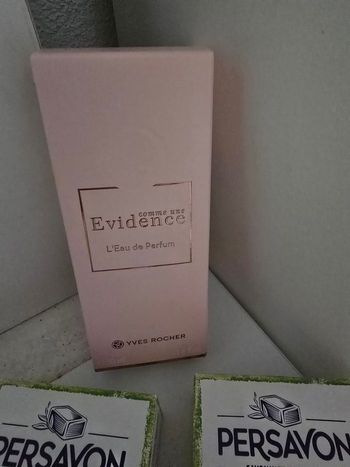 comme une
Evidence
L'Eau de Parfum
YVES ROCHER
PERSAVON
PERSAVON